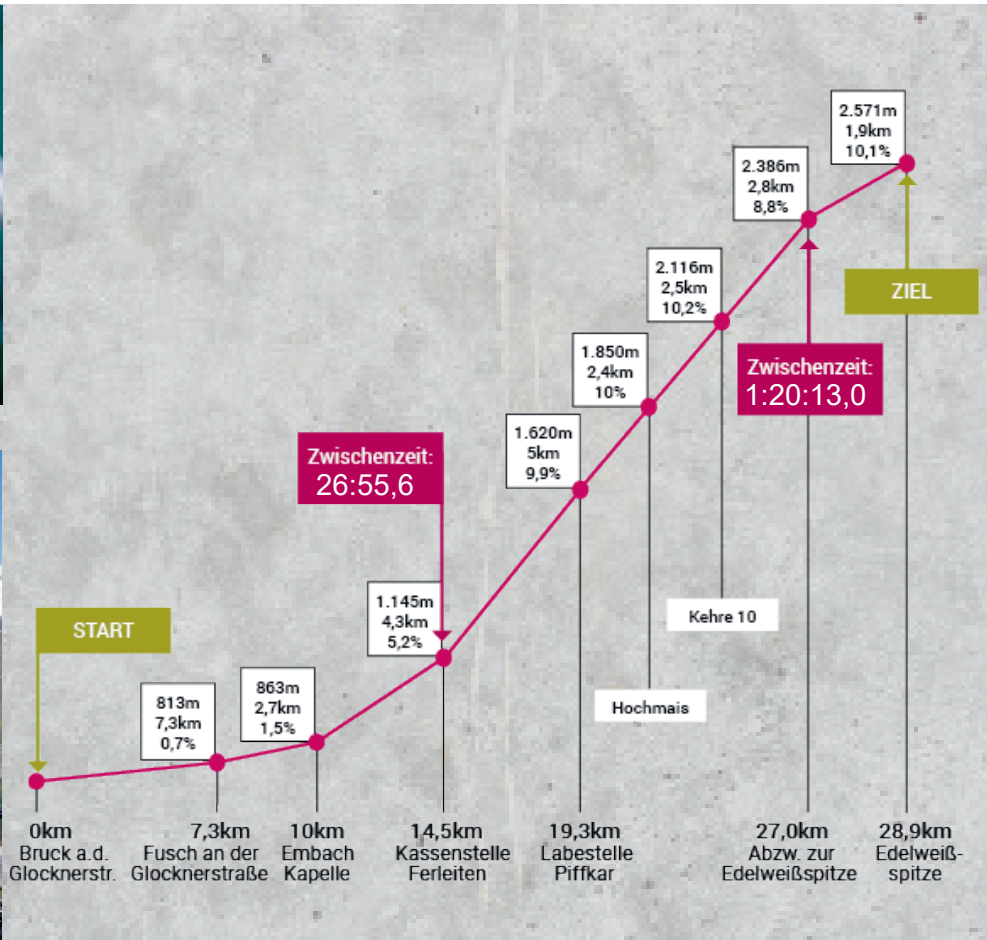 START
813m
7,3km
0,7%
863m
2,7km
1,5%
Zwischenzeit:
26:55,6
1.145m
4,3km
5,2%
1.620m
5km
9,9%
1.850m
2,4km
10%
2.116m
2,5km
10,2%
2.386m
2,8km
8,8%
2.571m
1,9km
10,1%
ZIEL
Zwischenzeit:
1:20:13,0
Kehre 10
Hochmais
0km
Bruck a.d.
Glocknerstr.
7,3km
Fusch an der
Glocknerstraße
10km
Embach
Kapelle
14,5km
Kassenstelle
Ferleiten
19,3km
Labestelle
Piffkar
27,0km
Abzw. zur
Edelweißspitze
28,9km
Edelweiß-
spitze